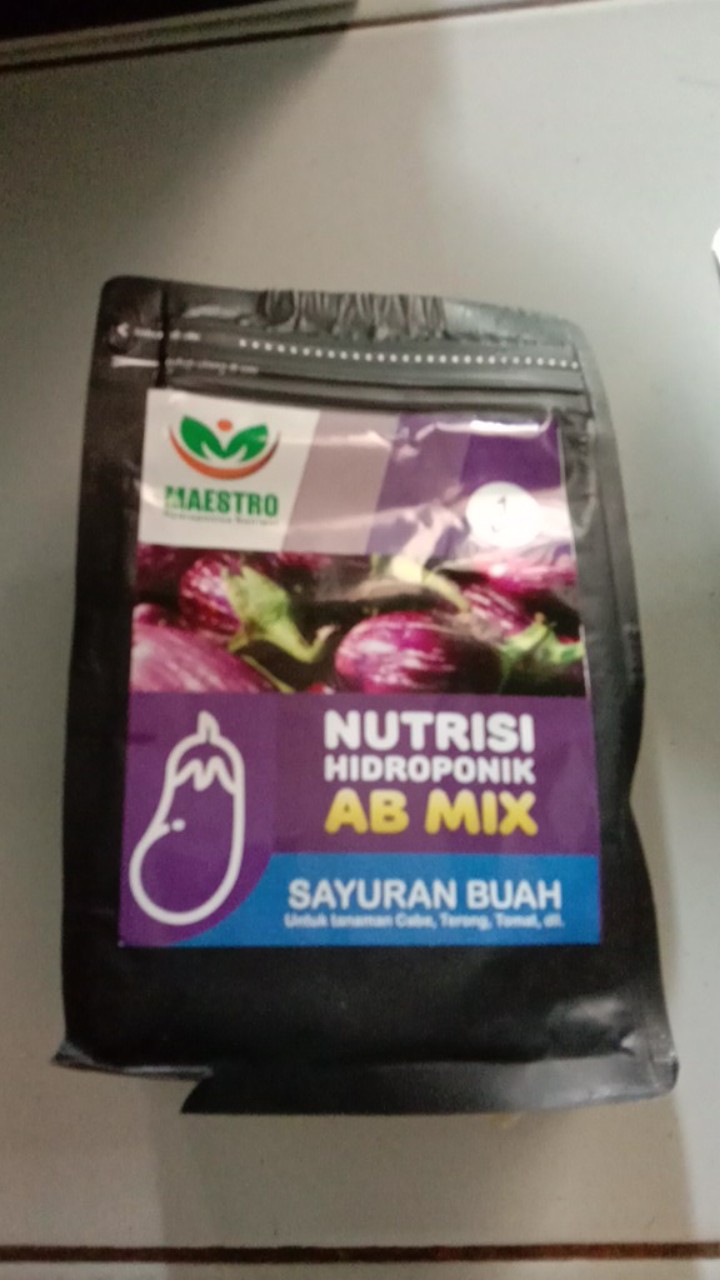 MAESTRO
NUTRISI
HIDROPONIK
AB MIX
SAYURAN BUAH
Untuk tanaman Cabe, Terong, Tomat, dll.